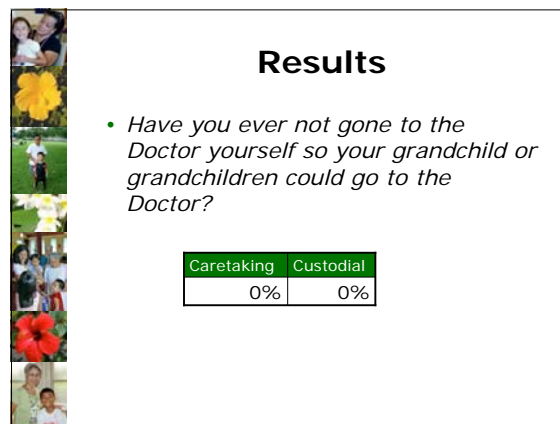 Results
• Have you ever not gone to the
Doctor yourself so your grandchild or
grandchildren could go to the
Doctor?
Caretaking Custodial
0% 0%